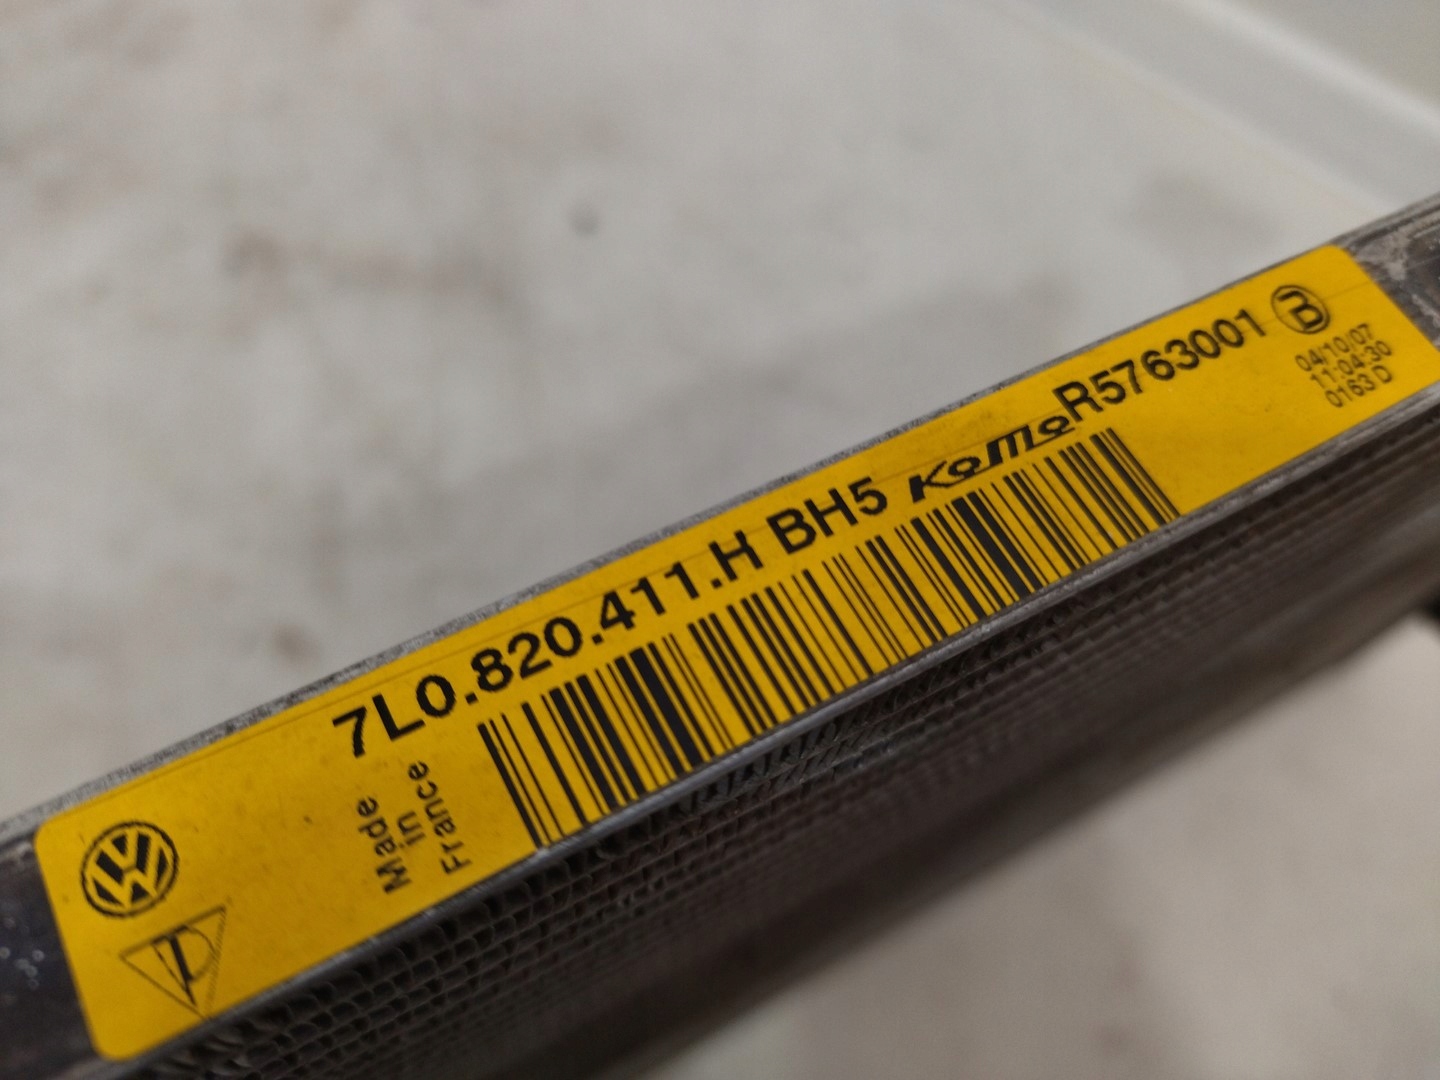 7L0.820.411.H BH5 KOMO R5763001 B
04/10/07
11:04:30
0163 D
Made
in
France